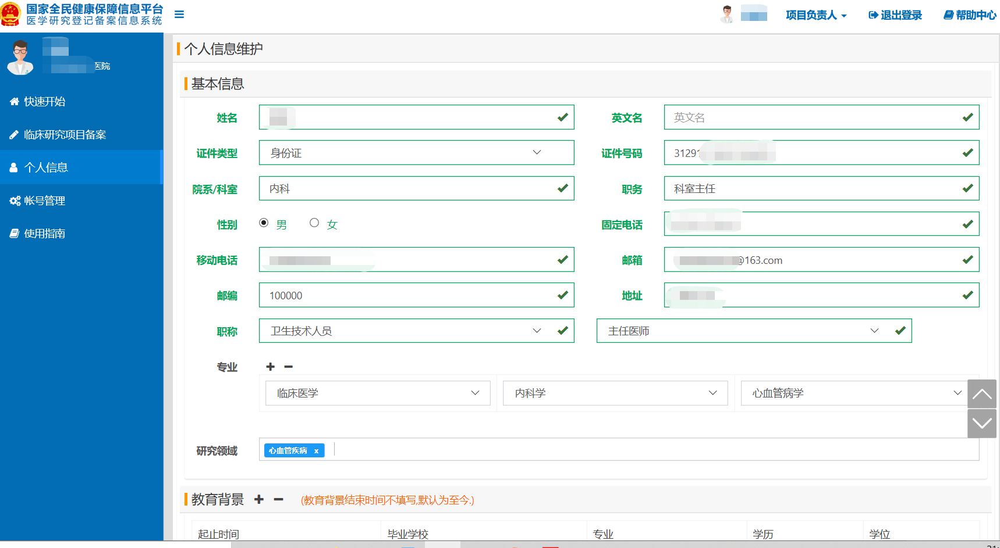 国家全民健康保障信息平台
医学研究登记备案信息系统
项目负责人
退出登录
帮助中心
医院
快速开始
临床研究项目备案
个人信息
帐号管理
使用指南
个人信息维护
基本信息
姓名
英文名 英文名
证件类型 身份证
证件号码 31291
院系/科室 内科
职务 科室主任
性别 男 女
固定电话
移动电话
邮箱 @163.com
邮编 100000
地址
职称 卫生技术人员 主任医师
专业
临床医学 内科学 心血管病学
研究领域 心血管疾病 x
教育背景 (教育背景结束时间不填写,默认为至今.)
起止时间 毕业学校 专业 学历 学位